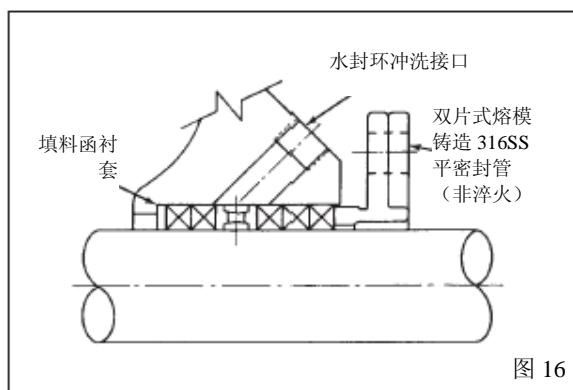 水封环冲洗接口
双片式熔模
铸造 316SS
平密封管
（非淬火）
填料函衬
套
图 16